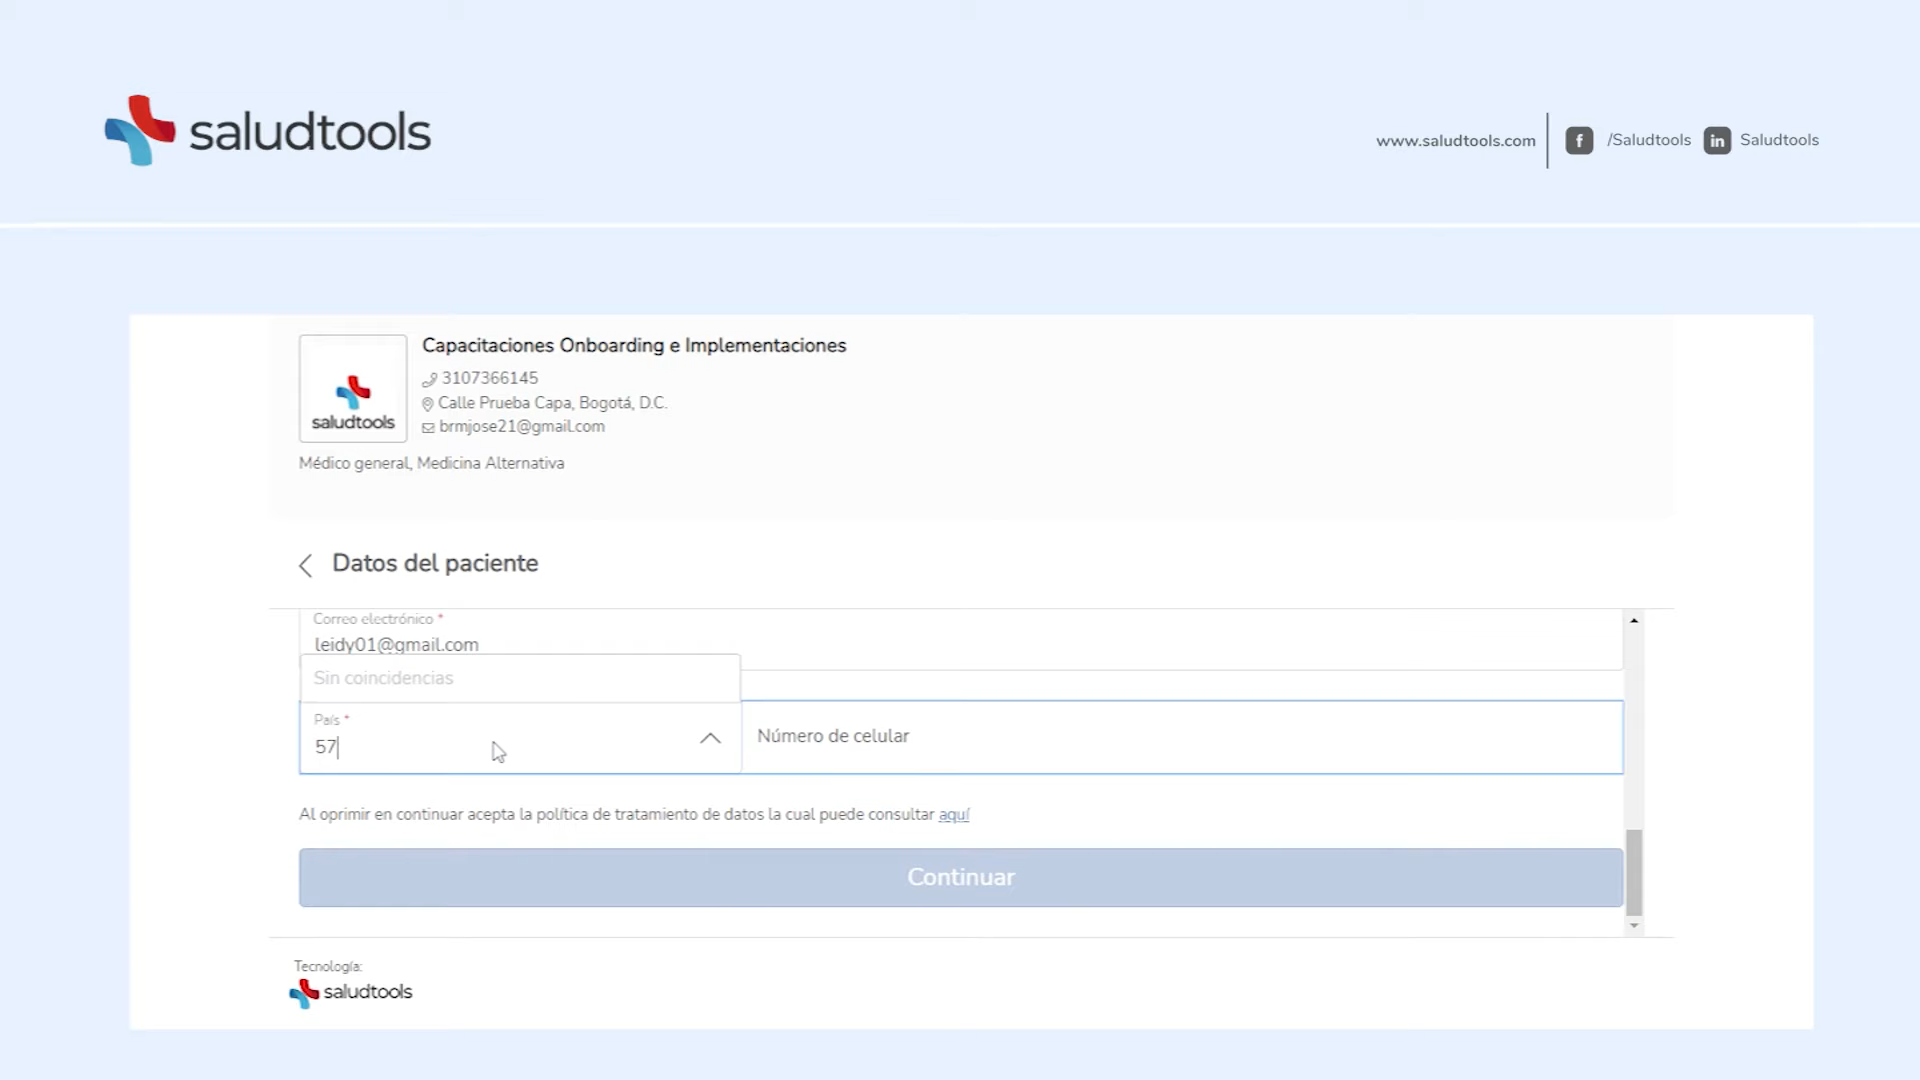 saludtools
www.saludtools.com
/Saludtools
Saludtools
saludtools
Capacitaciones Onboarding e Implementaciones
3107366145
Calle Prueba Capa, Bogotá, D.C.
brmjose21@gmail.com
Médico general, Medicina Alternativa
Datos del paciente
Correo electrónico *
leidy01@gmail.com
Sin coincidencias
País *
57
Número de celular
Al oprimir en continuar acepta la política de tratamiento de datos la cual puede consultar aquí
Continuar
Tecnología:
saludtools